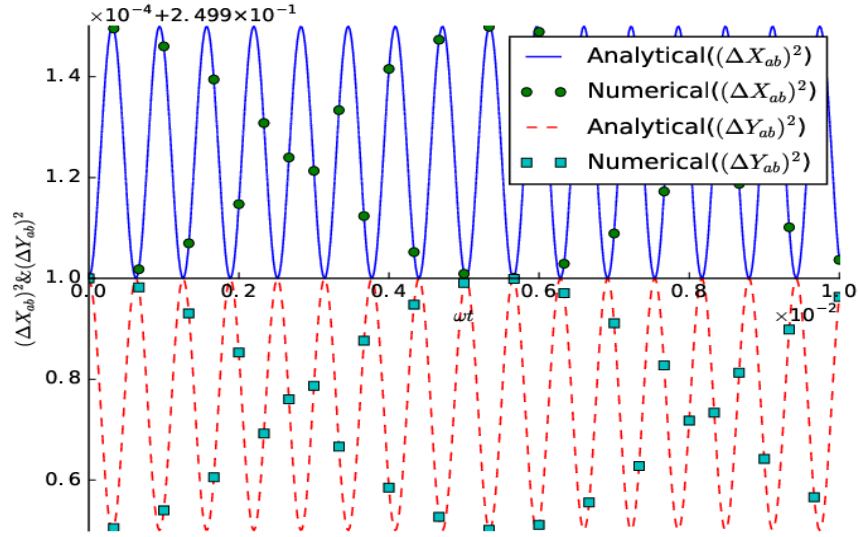 ×10⁻⁴+2.499×10⁻¹
1.4
1.2
1.0
0.8
0.6
(ΔX_ab)²&(ΔY_ab)²
Analytical((ΔX_ab)²)
Numerical((ΔX_ab)²)
Analytical((ΔY_ab)²)
Numerical((ΔY_ab)²)
0.0 0.2 0.4 0.6 0.8 1.0
ωt
×10⁻²